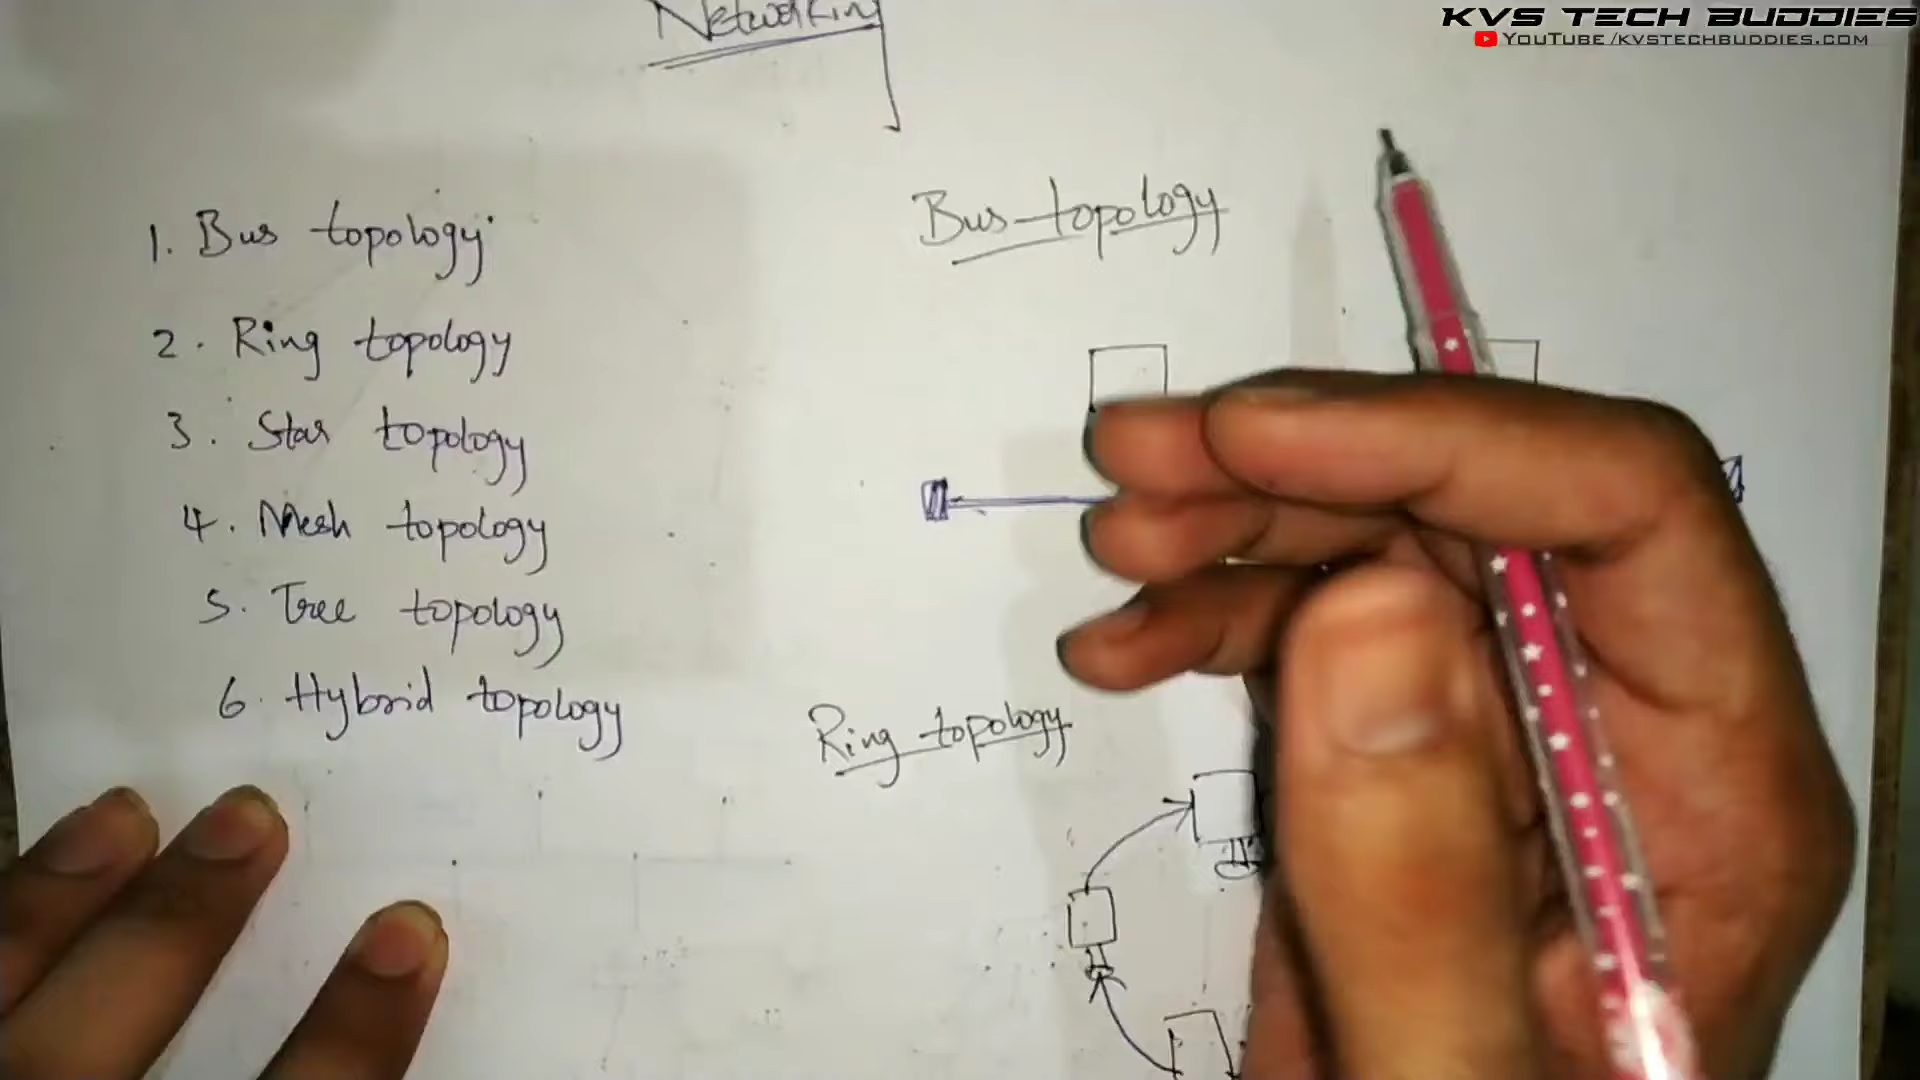 KVS TECH BUDDIES
YOUTUBE/KVSTECHBUDDIES.COM
Networking
1. Bus topology
2. Ring topology
3. Star topology
4. Mesh topology
5. Tree topology
6. Hybrid topology
Bus topology
Ring topology